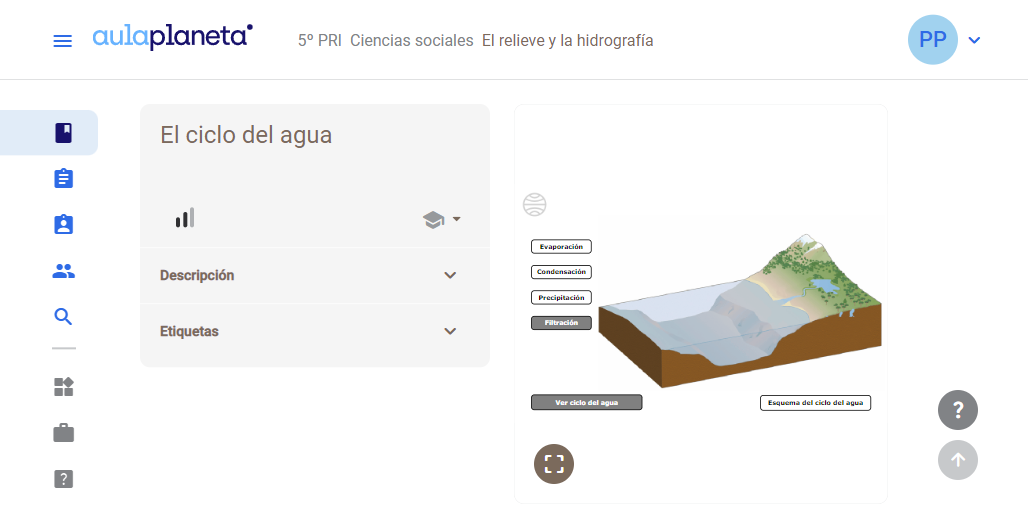 aulaplaneta
5º PRI Ciencias sociales El relieve y la hidrografía
PP
El ciclo del agua
Descripción
Etiquetas
Evaporación
Condensación
Precipitación
Filtración
Ver ciclo del agua
Esquema del ciclo del agua
?
?